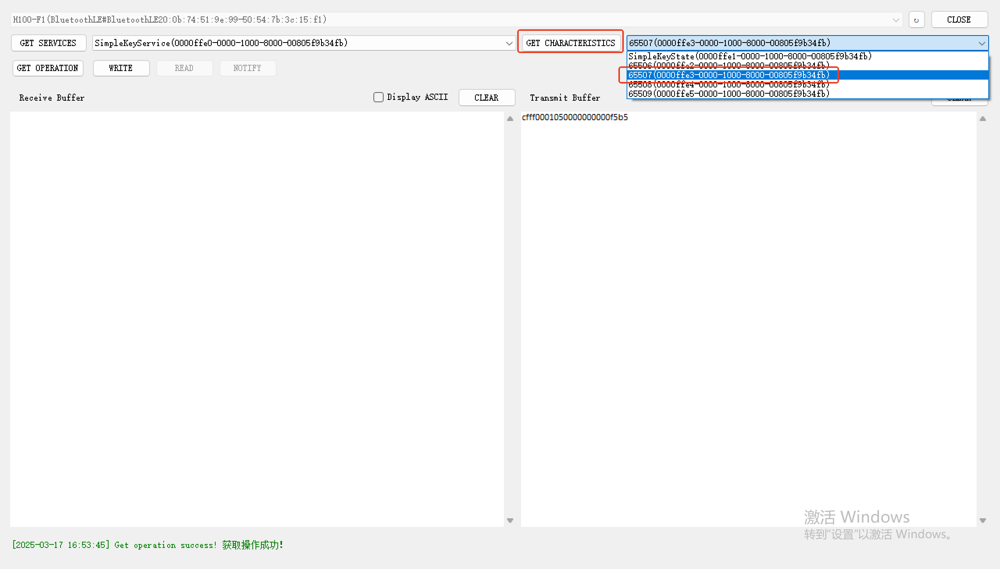 H100-F1(BluetoothLE#BluetoothLE20:0b:74:51:9e:99-50:54:7b:3c:15:f1)
CLOSE
GET SERVICES
SimpleKeyService(0000ffe0-0000-1000-8000-00805f9b34fb)
GET CHARACTERISTICS
65507(0000ffe3-0000-1000-8000-00805f9b34fb)
SimpleKeyState(0000ffe1-0000-1000-8000-00805f9b34fb)
65506(0000ffe2-0000-1000-8000-00805f9b34fb)
65507(0000ffe3-0000-1000-8000-00805f9b34fb)
65508(0000ffe4-0000-1000-8000-00805f9b34fb)
65509(0000ffe5-0000-1000-8000-00805f9b34fb)
GET OPERATION
WRITE
READ
NOTIFY
Receive Buffer
Display ASCII
CLEAR
Transmit Buffer
CLEAR
cfff0001050000000000f5b5
激活 Windows
转到“设置”以激活 Windows。
[2025-03-17 16:53:45] Get operation success! 获取操作成功!